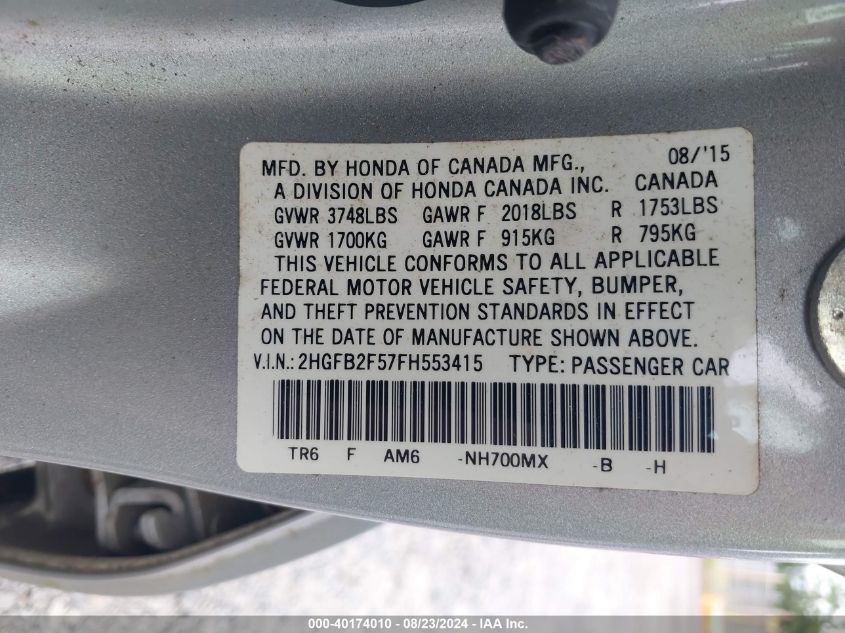 MFD. BY HONDA OF CANADA MFG., 08/'15
A DIVISION OF HONDA CANADA INC. CANADA
GVWR 3748LBS GAWR F 2018LBS R 1753LBS
GVWR 1700KG GAWR F 915KG R 795KG
THIS VEHICLE CONFORMS TO ALL APPLICABLE
FEDERAL MOTOR VEHICLE SAFETY, BUMPER,
AND THEFT PREVENTION STANDARDS IN EFFECT
ON THE DATE OF MANUFACTURE SHOWN ABOVE.
V.I.N.: 2HGFB2F57FH553415 TYPE: PASSENGER CAR
TR6 F AM6 -NH700MX -B -H
000-40174010 - 08/23/2024 - IAA Inc.